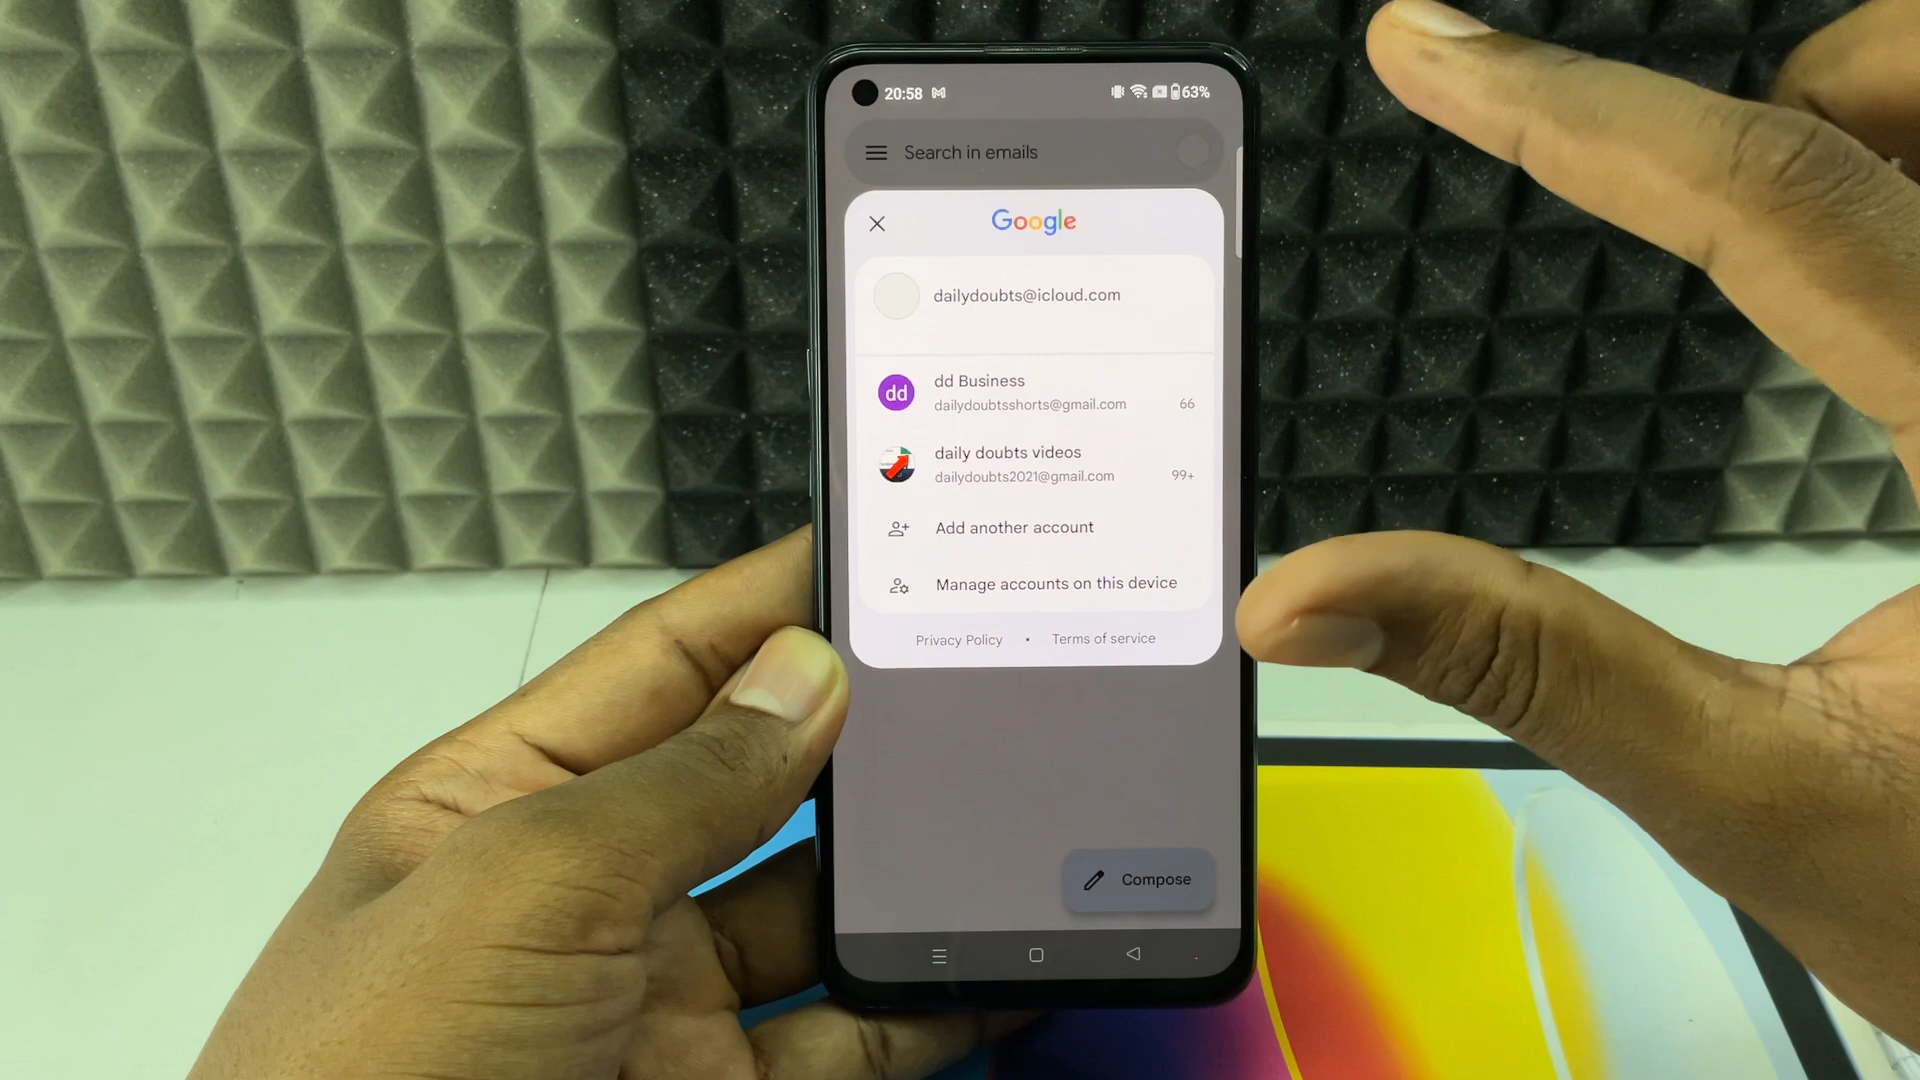 20:58 63%
Search in emails
Google
dailydoubts@icloud.com
dd
dd Business
dailydoubtsshorts@gmail.com 66
daily doubts videos
dailydoubts2021@gmail.com 99+
Add another account
Manage accounts on this device
Privacy Policy • Terms of service
Compose